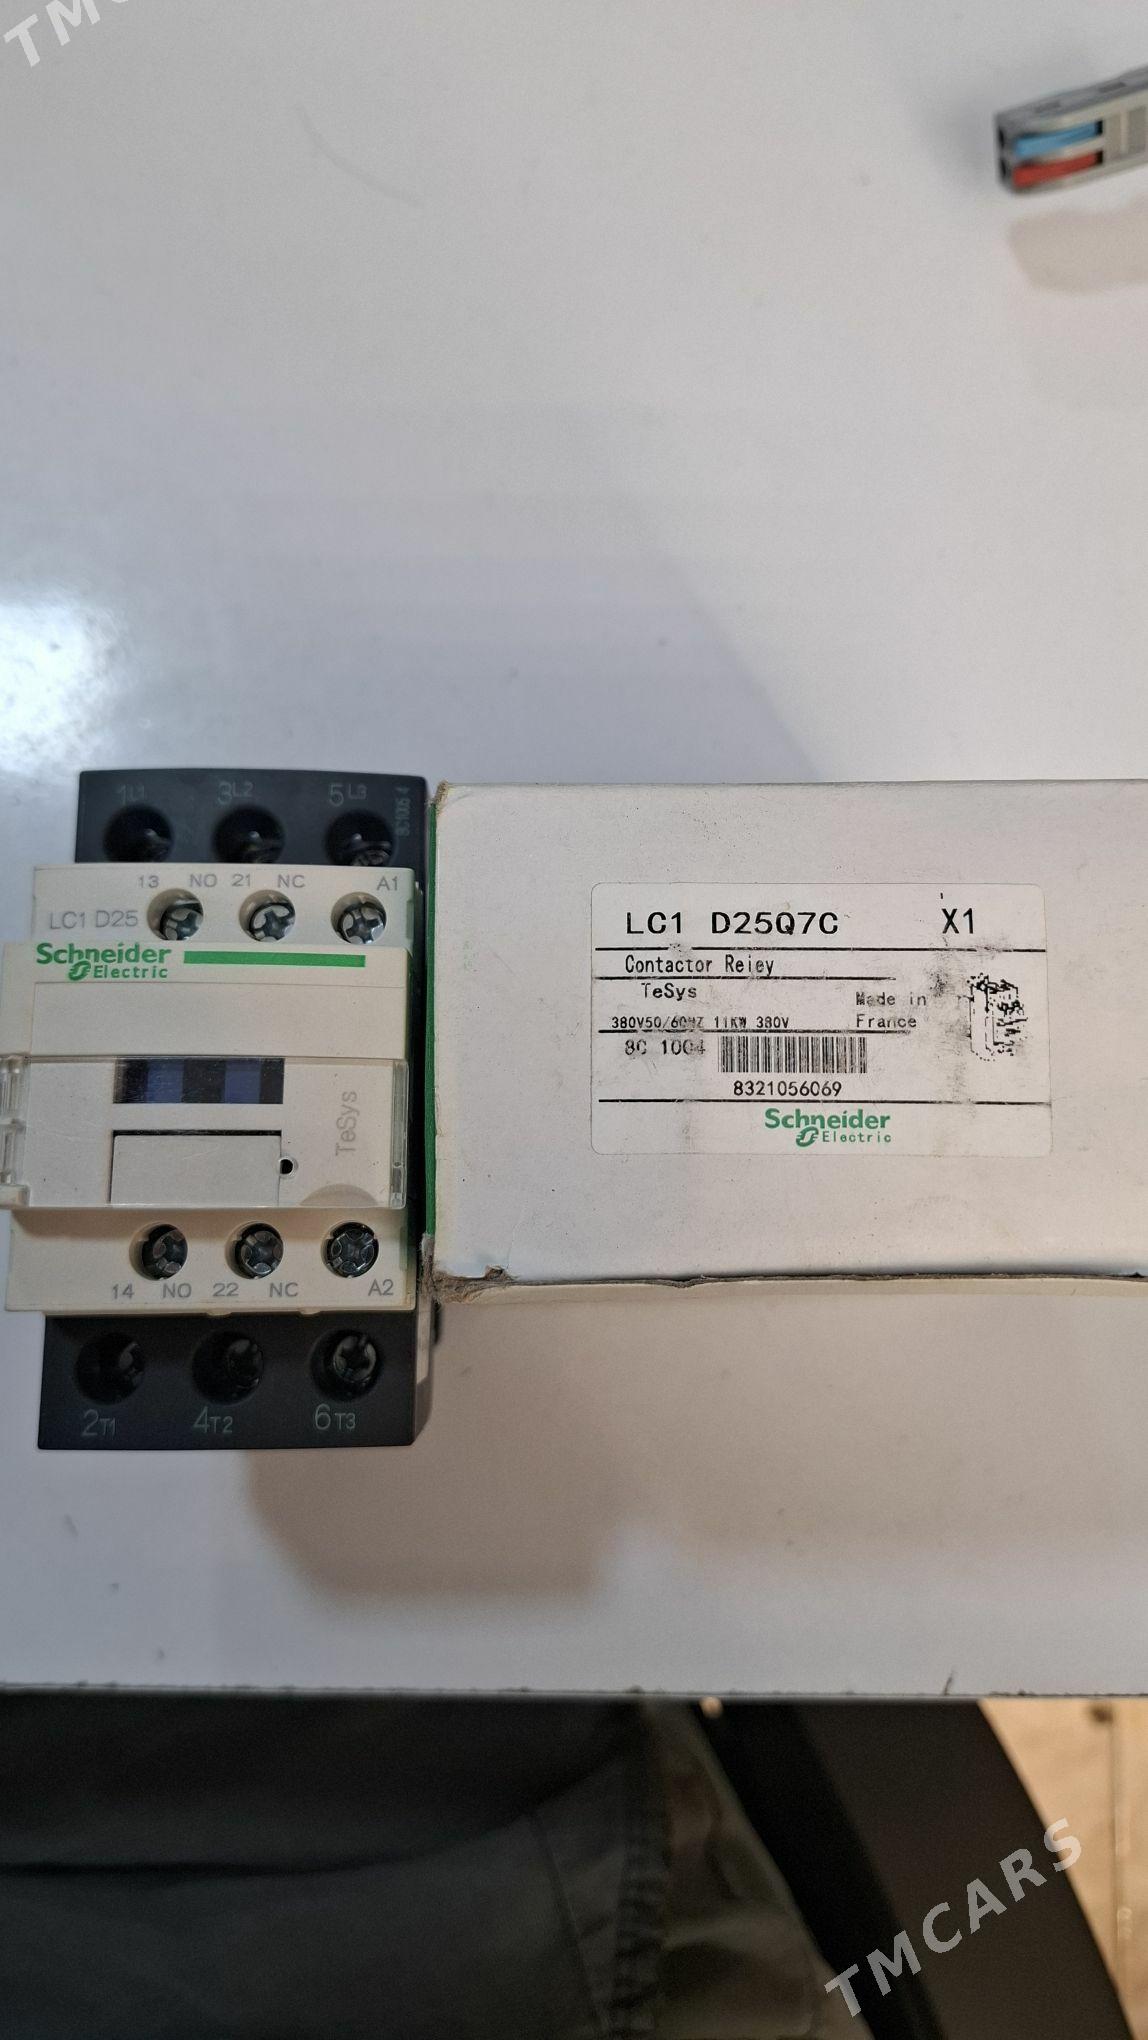 TMC
1L1 3L2 5L3
8C1005 4
13 NO 21 NC A1
LC1 D25
Schneider
Electric
TeSys
14 NO 22 NC A2
2T1 4T2 6T3
LC1 D25Q7C X1
Contactor Reiey
TeSys
Made in
380V50/60HZ 11KW 380V France
8C 1004
8321056069
Schneider
Electric
TMCARS